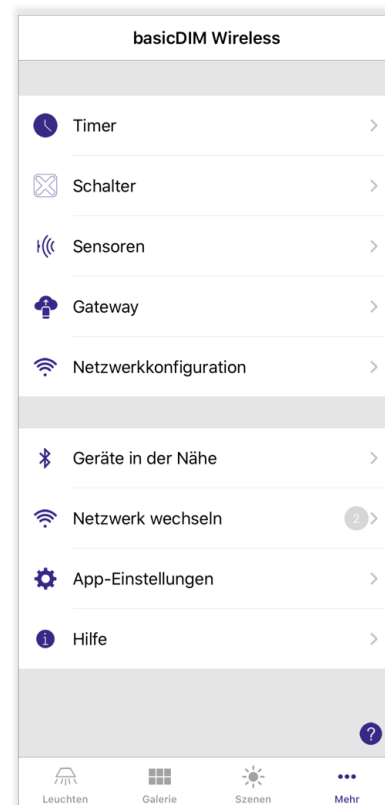 basicDIM Wireless
Timer
Schalter
Sensoren
Gateway
Netzwerkkonfiguration
Geräte in der Nähe
Netzwerk wechseln 2
App-Einstellungen
Hilfe
?
Leuchten Galerie Szenen Mehr